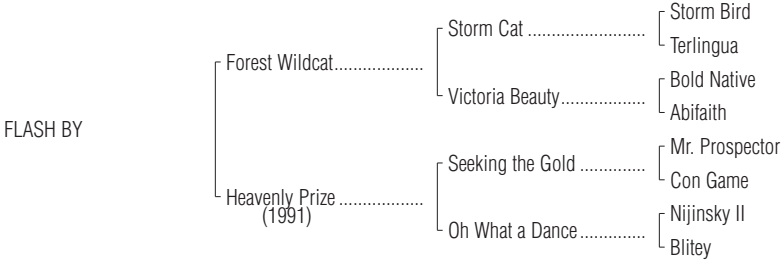 Storm Bird
Storm Cat ........................
Terlingua
Forest Wildcat...................
Bold Native
Victoria Beauty..................
Abifaith
FLASH BY
Mr. Prospector
Seeking the Gold ..............
Con Game
Heavenly Prize ..................
(1991)
Nijinsky II
Oh What a Dance..............
Blitey